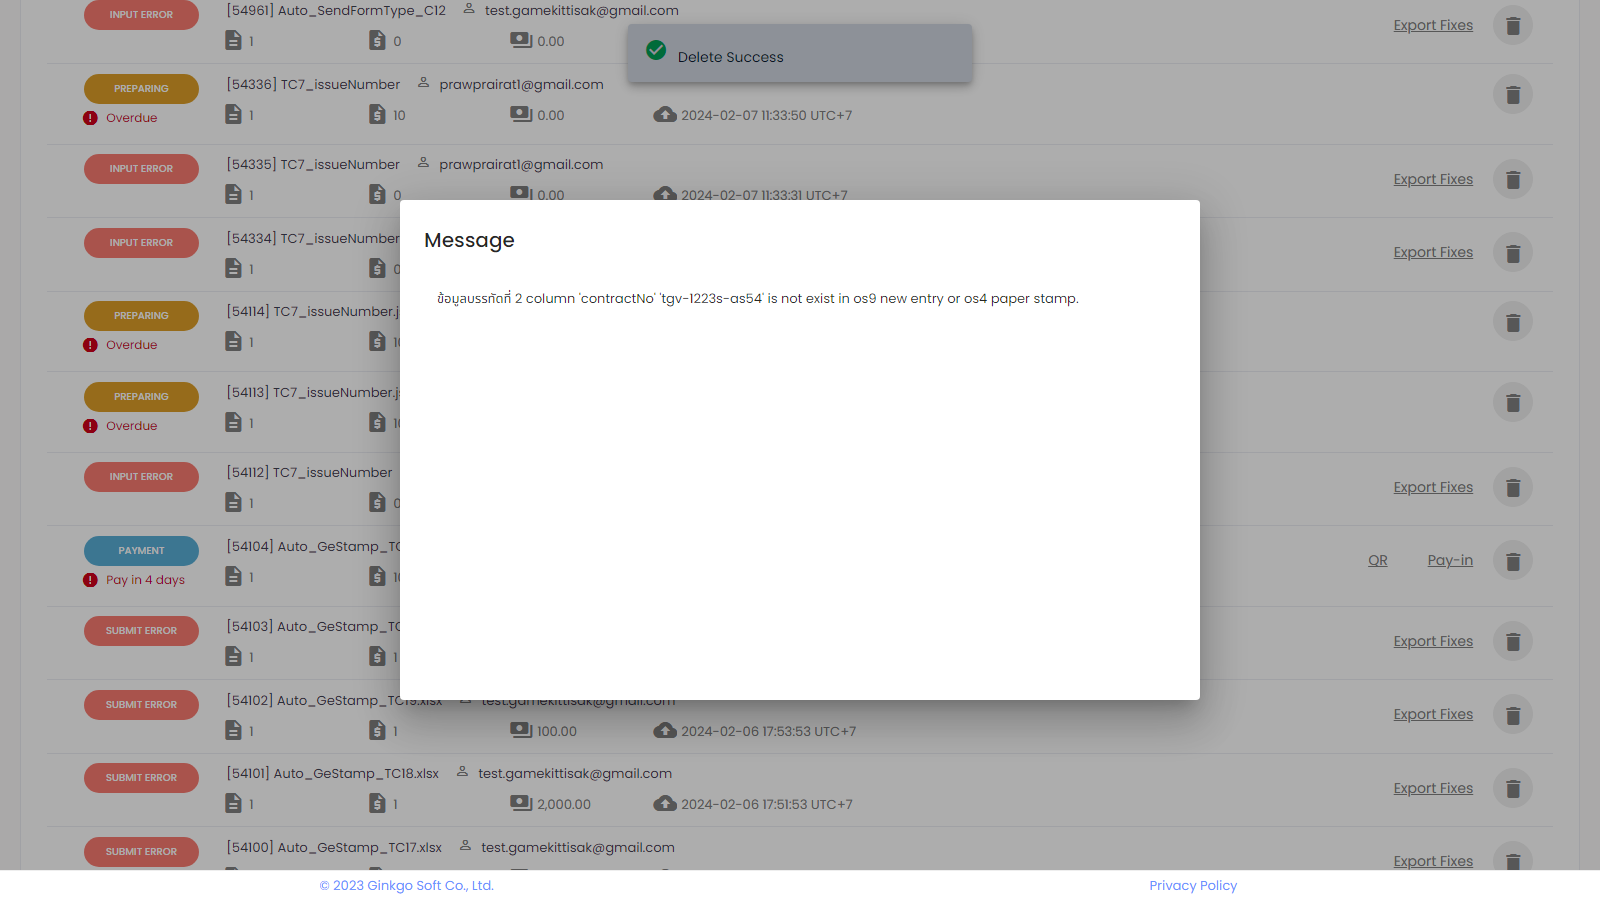 INPUT ERROR [54961] Auto_SendFormType_C12 test.gamekittisak@gmail.com
1 0 0.00 Export Fixes
Delete Success
PREPARING [54336] TC7_issueNumber prawprairat1@gmail.com
Overdue 1 10 0.00 2024-02-07 11:33:50 UTC+7
INPUT ERROR [54335] TC7_issueNumber prawprairat1@gmail.com
1 0 0.00 2024-02-07 11:33:31 UTC+7 Export Fixes
INPUT ERROR [54334] TC7_issueNumber
1 0 Export Fixes
PREPARING [54114] TC7_issueNumber.j
Overdue 1
PREPARING [54113] TC7_issueNumber.j
Overdue 1
INPUT ERROR [54112] TC7_issueNumber
1 0 Export Fixes
PAYMENT [54104] Auto_GeStamp_TC
Pay in 4 days 1 QR Pay-in
SUBMIT ERROR [54103] Auto_GeStamp_TC
1 1 Export Fixes
Message
ข้อมูลบรรทัดที่ 2 column 'contractNo' 'tgv-1223s-as54' is not exist in os9 new entry or os4 paper stamp.
SUBMIT ERROR [54102] Auto_GeStamp_TC19.xlsx test.gamekittisak@gmail.com
1 1 100.00 2024-02-06 17:53:53 UTC+7 Export Fixes
SUBMIT ERROR [54101] Auto_GeStamp_TC18.xlsx test.gamekittisak@gmail.com
1 1 2,000.00 2024-02-06 17:51:53 UTC+7 Export Fixes
SUBMIT ERROR [54100] Auto_GeStamp_TC17.xlsx test.gamekittisak@gmail.com
Export Fixes
© 2023 Ginkgo Soft Co., Ltd. Privacy Policy